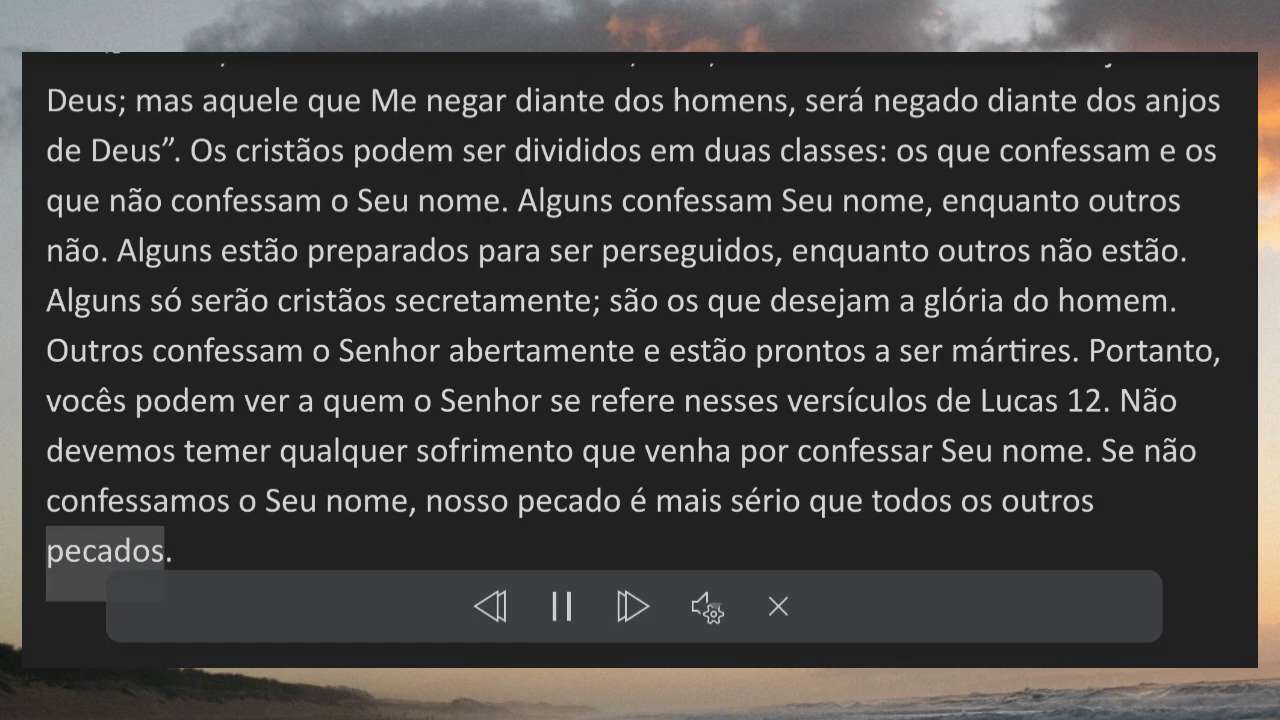 Deus; mas aquele que Me negar diante dos homens, será negado diante dos anjos
de Deus”. Os cristãos podem ser divididos em duas classes: os que confessam e os
que não confessam o Seu nome. Alguns confessam Seu nome, enquanto outros
não. Alguns estão preparados para ser perseguidos, enquanto outros não estão.
Alguns só serão cristãos secretamente; são os que desejam a glória do homem.
Outros confessam o Senhor abertamente e estão prontos a ser mártires. Portanto,
vocês podem ver a quem o Senhor se refere nesses versículos de Lucas 12. Não
devemos temer qualquer sofrimento que venha por confessar Seu nome. Se não
confessamos o Seu nome, nosso pecado é mais sério que todos os outros
pecados.